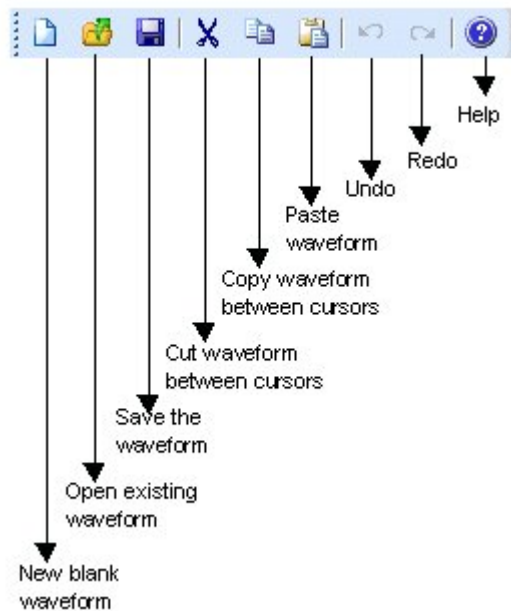 Help
Redo
Undo
Paste
waveform
Copy waveform
between cursors
Cut waveform
between cursors
Save the
waveform
Open existing
waveform
New blank
waveform